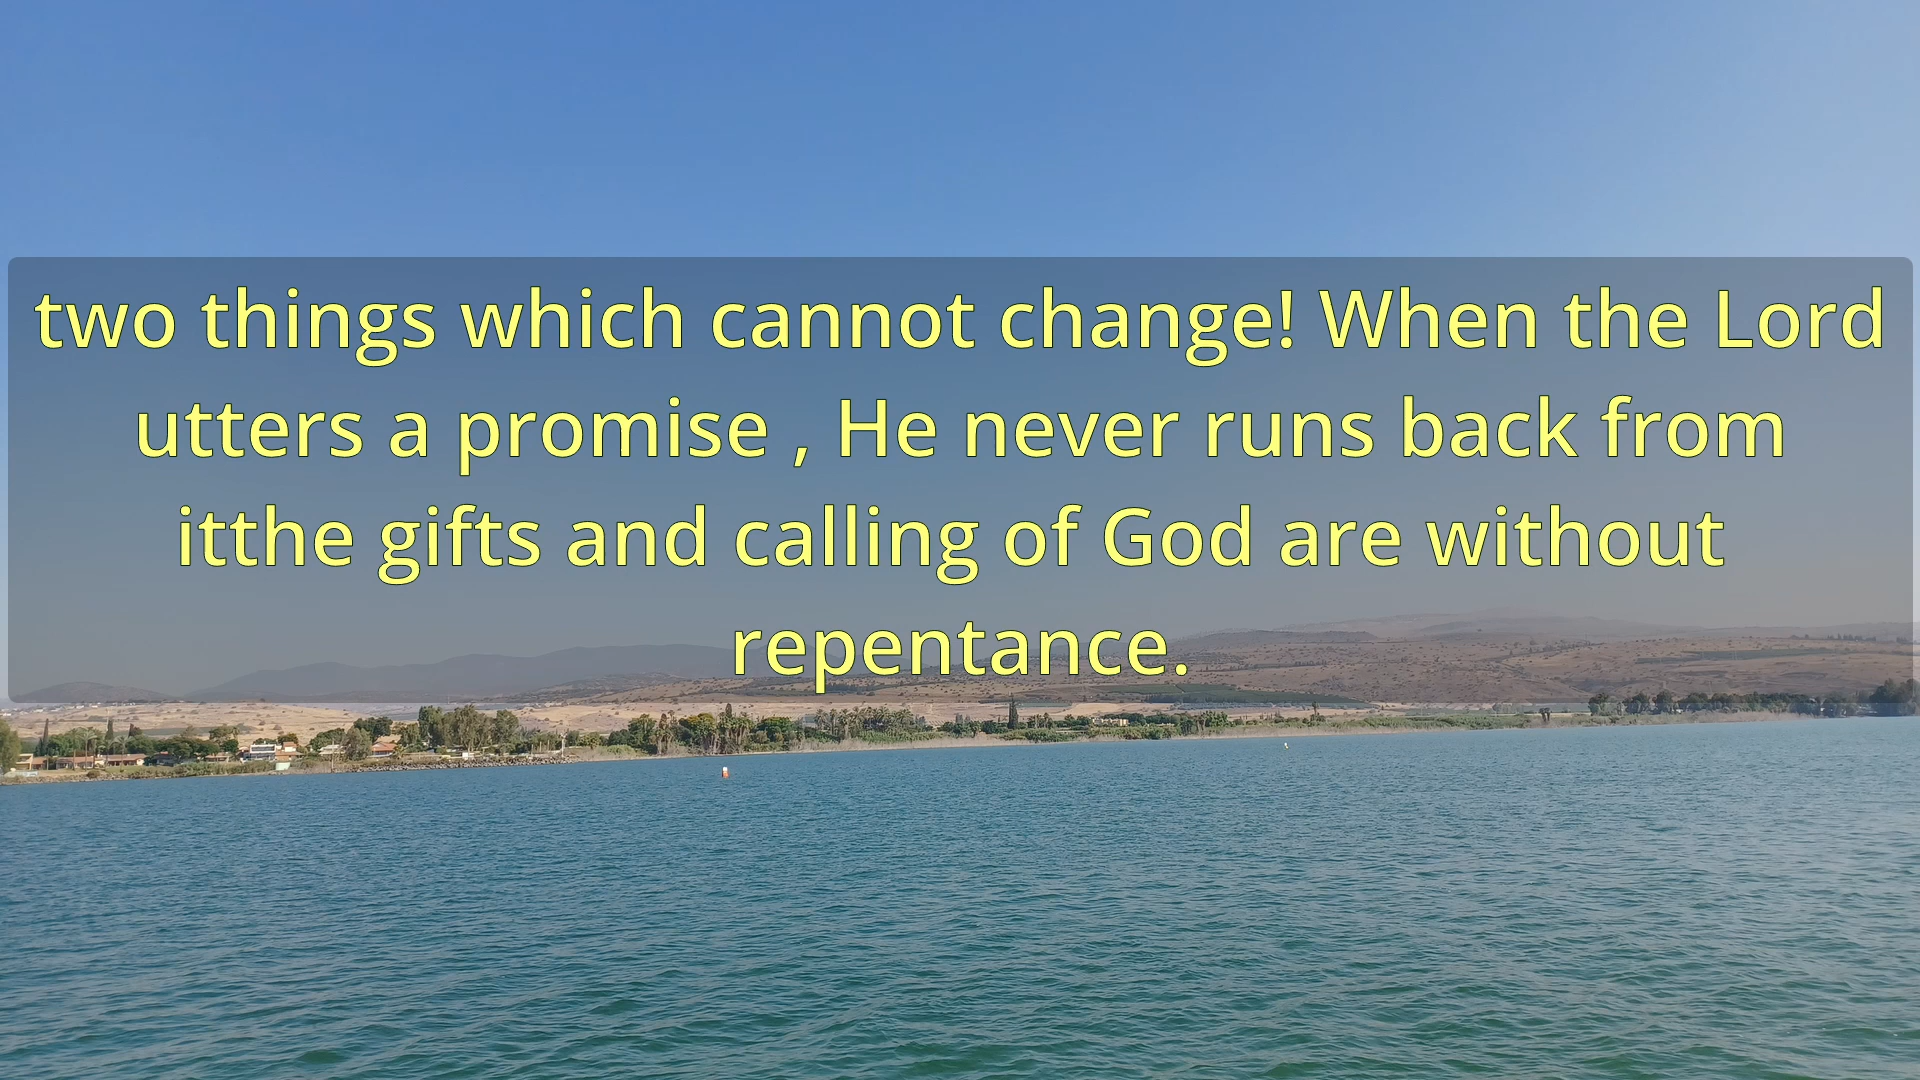 two things which cannot change! When the Lord
utters a promise , He never runs back from
itthe gifts and calling of God are without
repentance.